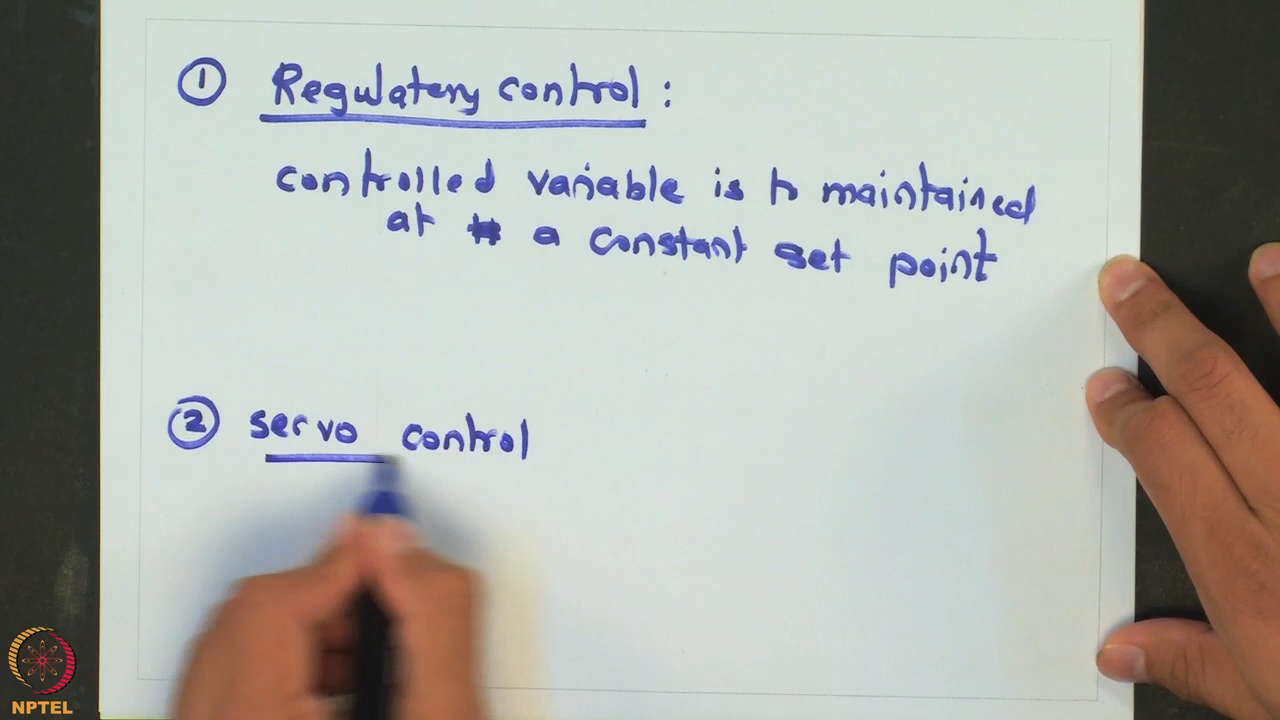 ① Regulatory control :
controlled variable is to maintained
at a constant set point
② servo control
NPTEL